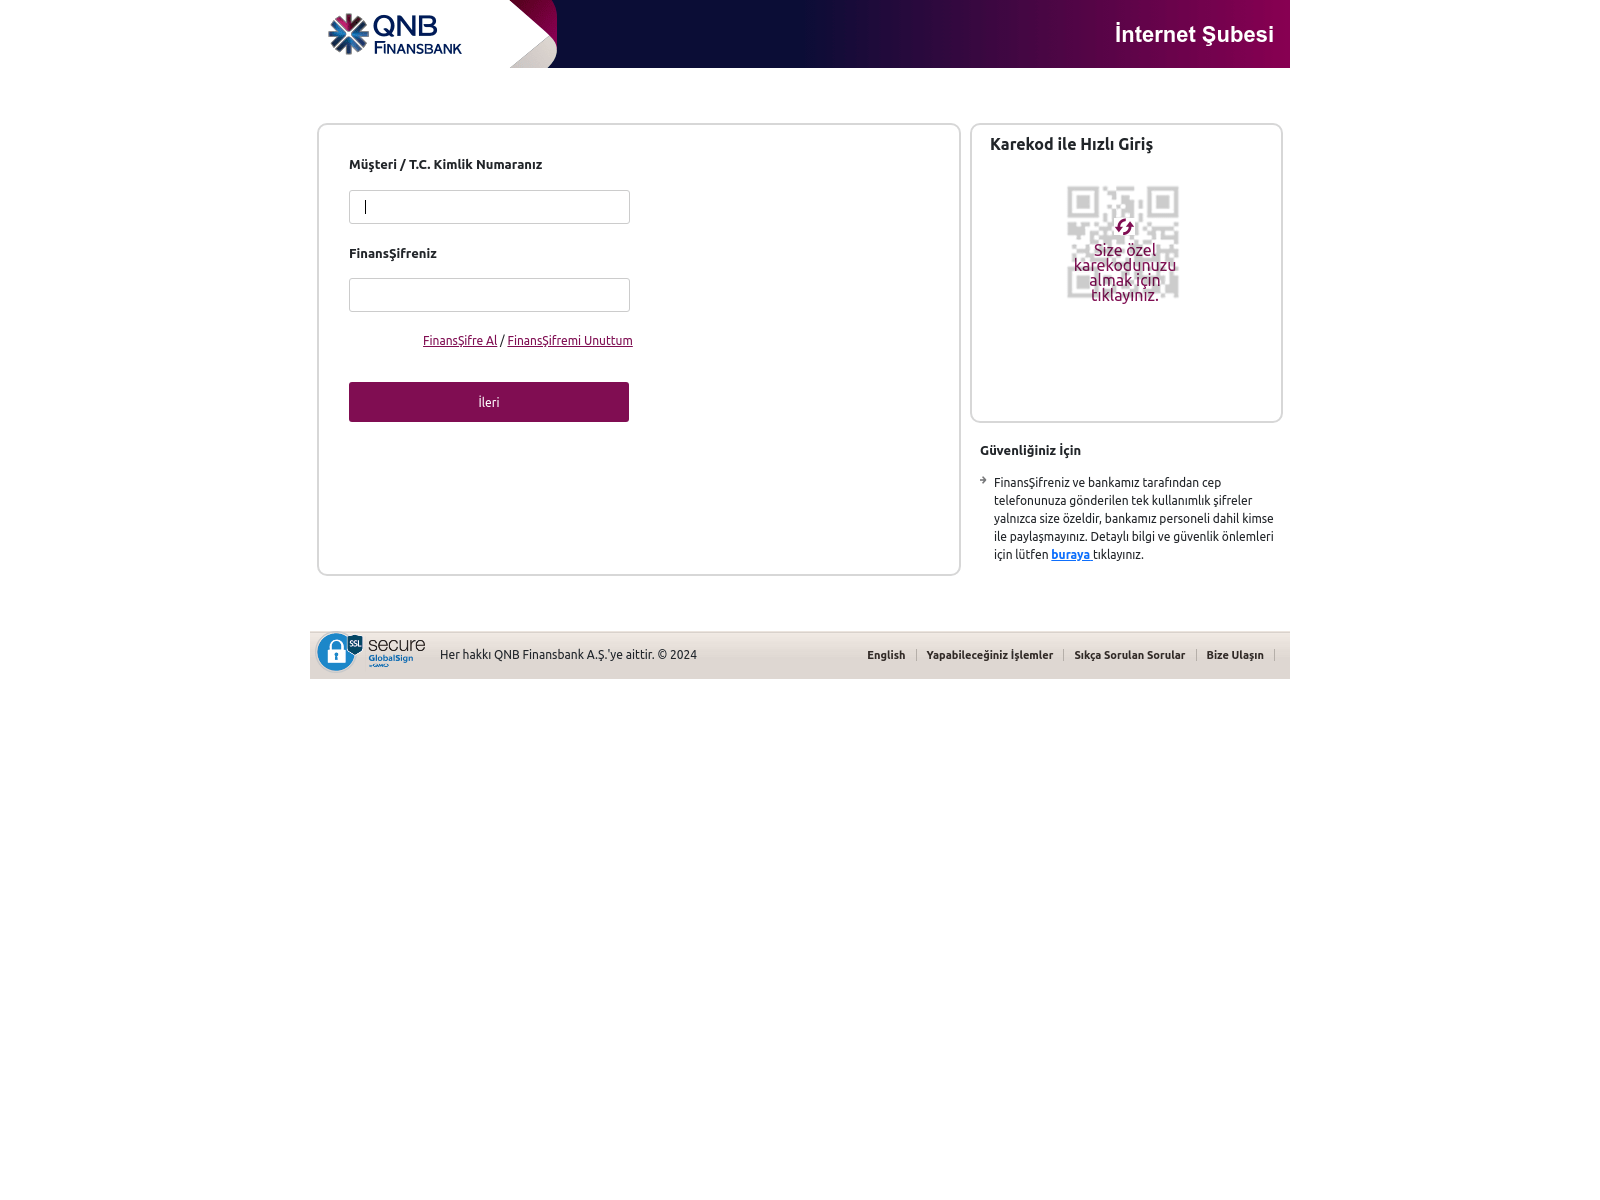 QNB
FINANSBANK
İnternet Şubesi
Müşteri / T.C. Kimlik Numaranız
FinansŞifreniz
FinansŞifre Al / FinansŞifremi Unuttum
İleri
Karekod ile Hızlı Giriş
Size özel
karekodunuzu
almak için
tıklayınız.
Güvenliğiniz İçin
FinansŞifreniz ve bankamız tarafından cep
telefonunuza gönderilen tek kullanımlık şifreler
yalnızca size özeldir, bankamız personeli dahil kimse
ile paylaşmayınız. Detaylı bilgi ve güvenlik önlemleri
için lütfen buraya tıklayınız.
SSL
secure
GlobalSign
by GMO
Her hakkı QNB Finansbank A.Ş.'ye aittir. © 2024
English
Yapabileceğiniz İşlemler
Sıkça Sorulan Sorular
Bize Ulaşın